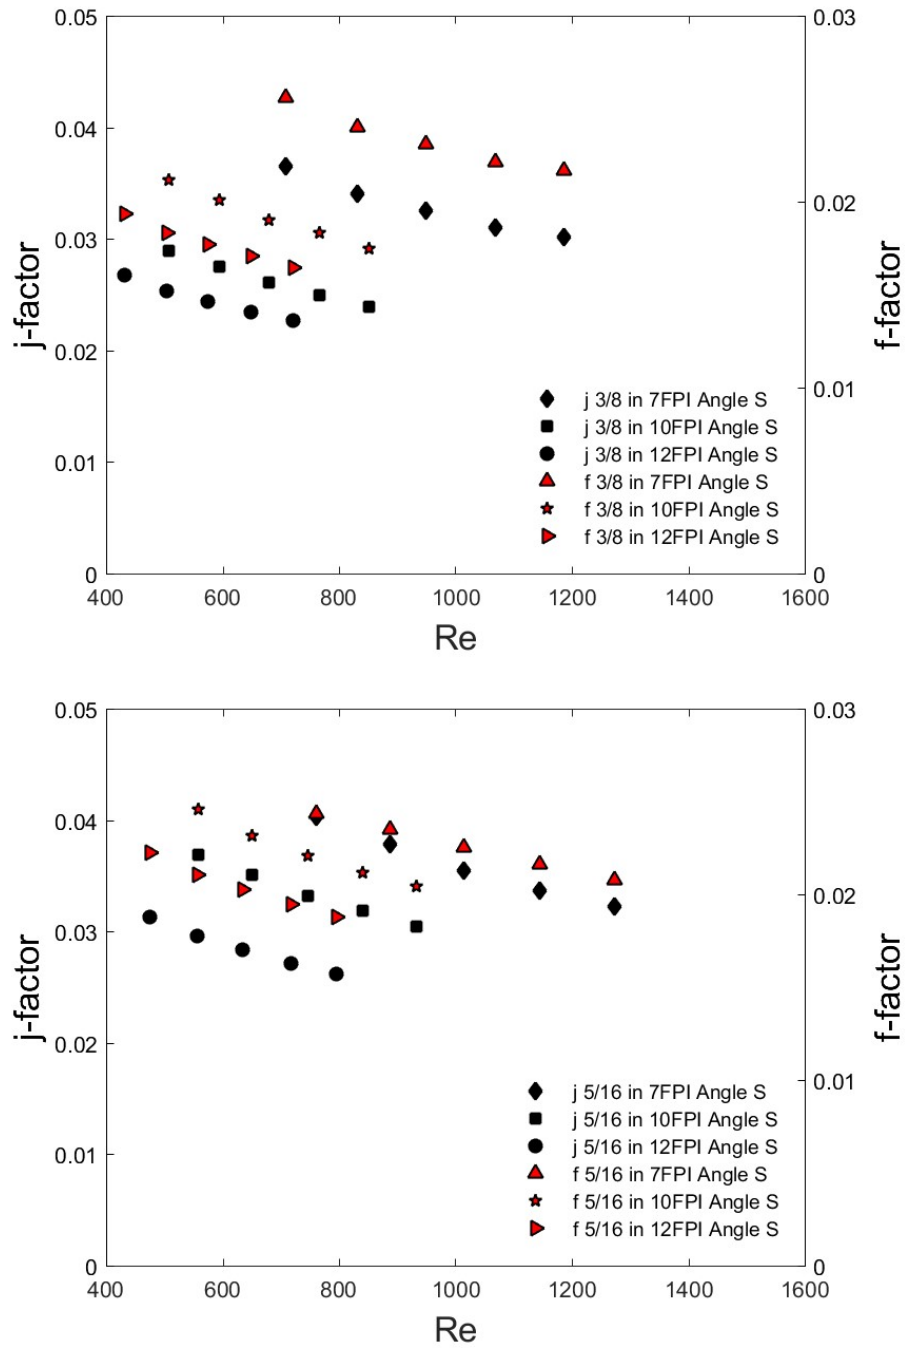 0.05
0.04
0.03
0.02
0.01
0
j-factor
0.03
0.02
0.01
0
f-factor
j 3/8 in 7FPI Angle S
j 3/8 in 10FPI Angle S
j 3/8 in 12FPI Angle S
f 3/8 in 7FPI Angle S
f 3/8 in 10FPI Angle S
f 3/8 in 12FPI Angle S
400 600 800 1000 1200 1400 1600
Re
0.05
0.04
0.03
0.02
0.01
0
j-factor
0.03
0.02
0.01
0
f-factor
j 5/16 in 7FPI Angle S
j 5/16 in 10FPI Angle S
j 5/16 in 12FPI Angle S
f 5/16 in 7FPI Angle S
f 5/16 in 10FPI Angle S
f 5/16 in 12FPI Angle S
400 600 800 1000 1200 1400 1600
Re